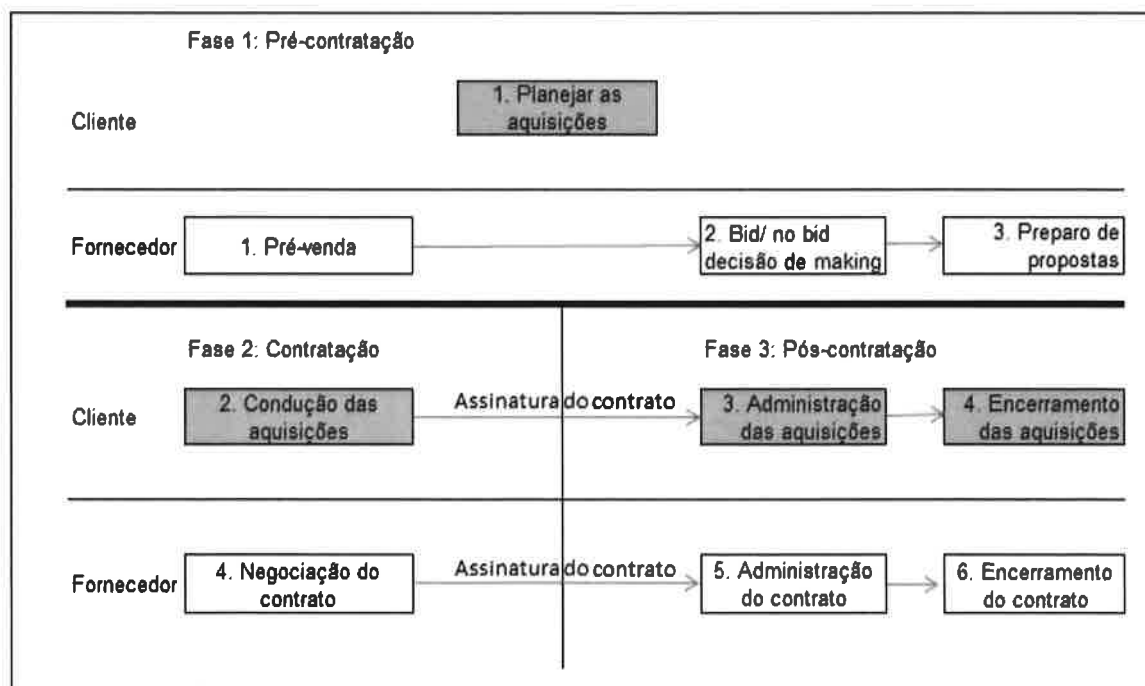 Fase 1: Pré-contratação
1. Planejar as
aquisições
Cliente
Fornecedor
1. Pré-venda
2. Bid/ no bid
decisão de making
3. Preparo de
propostas
Fase 2: Contratação
Fase 3: Pós-contratação
Cliente
2. Condução das
aquisições
Assinatura do contrato
3. Administração
das aquisições
4. Encerramento
das aquisições
Fornecedor
4. Negociação do
contrato
Assinatura do contrato
5. Administração
do contrato
6. Encerramento
do contrato